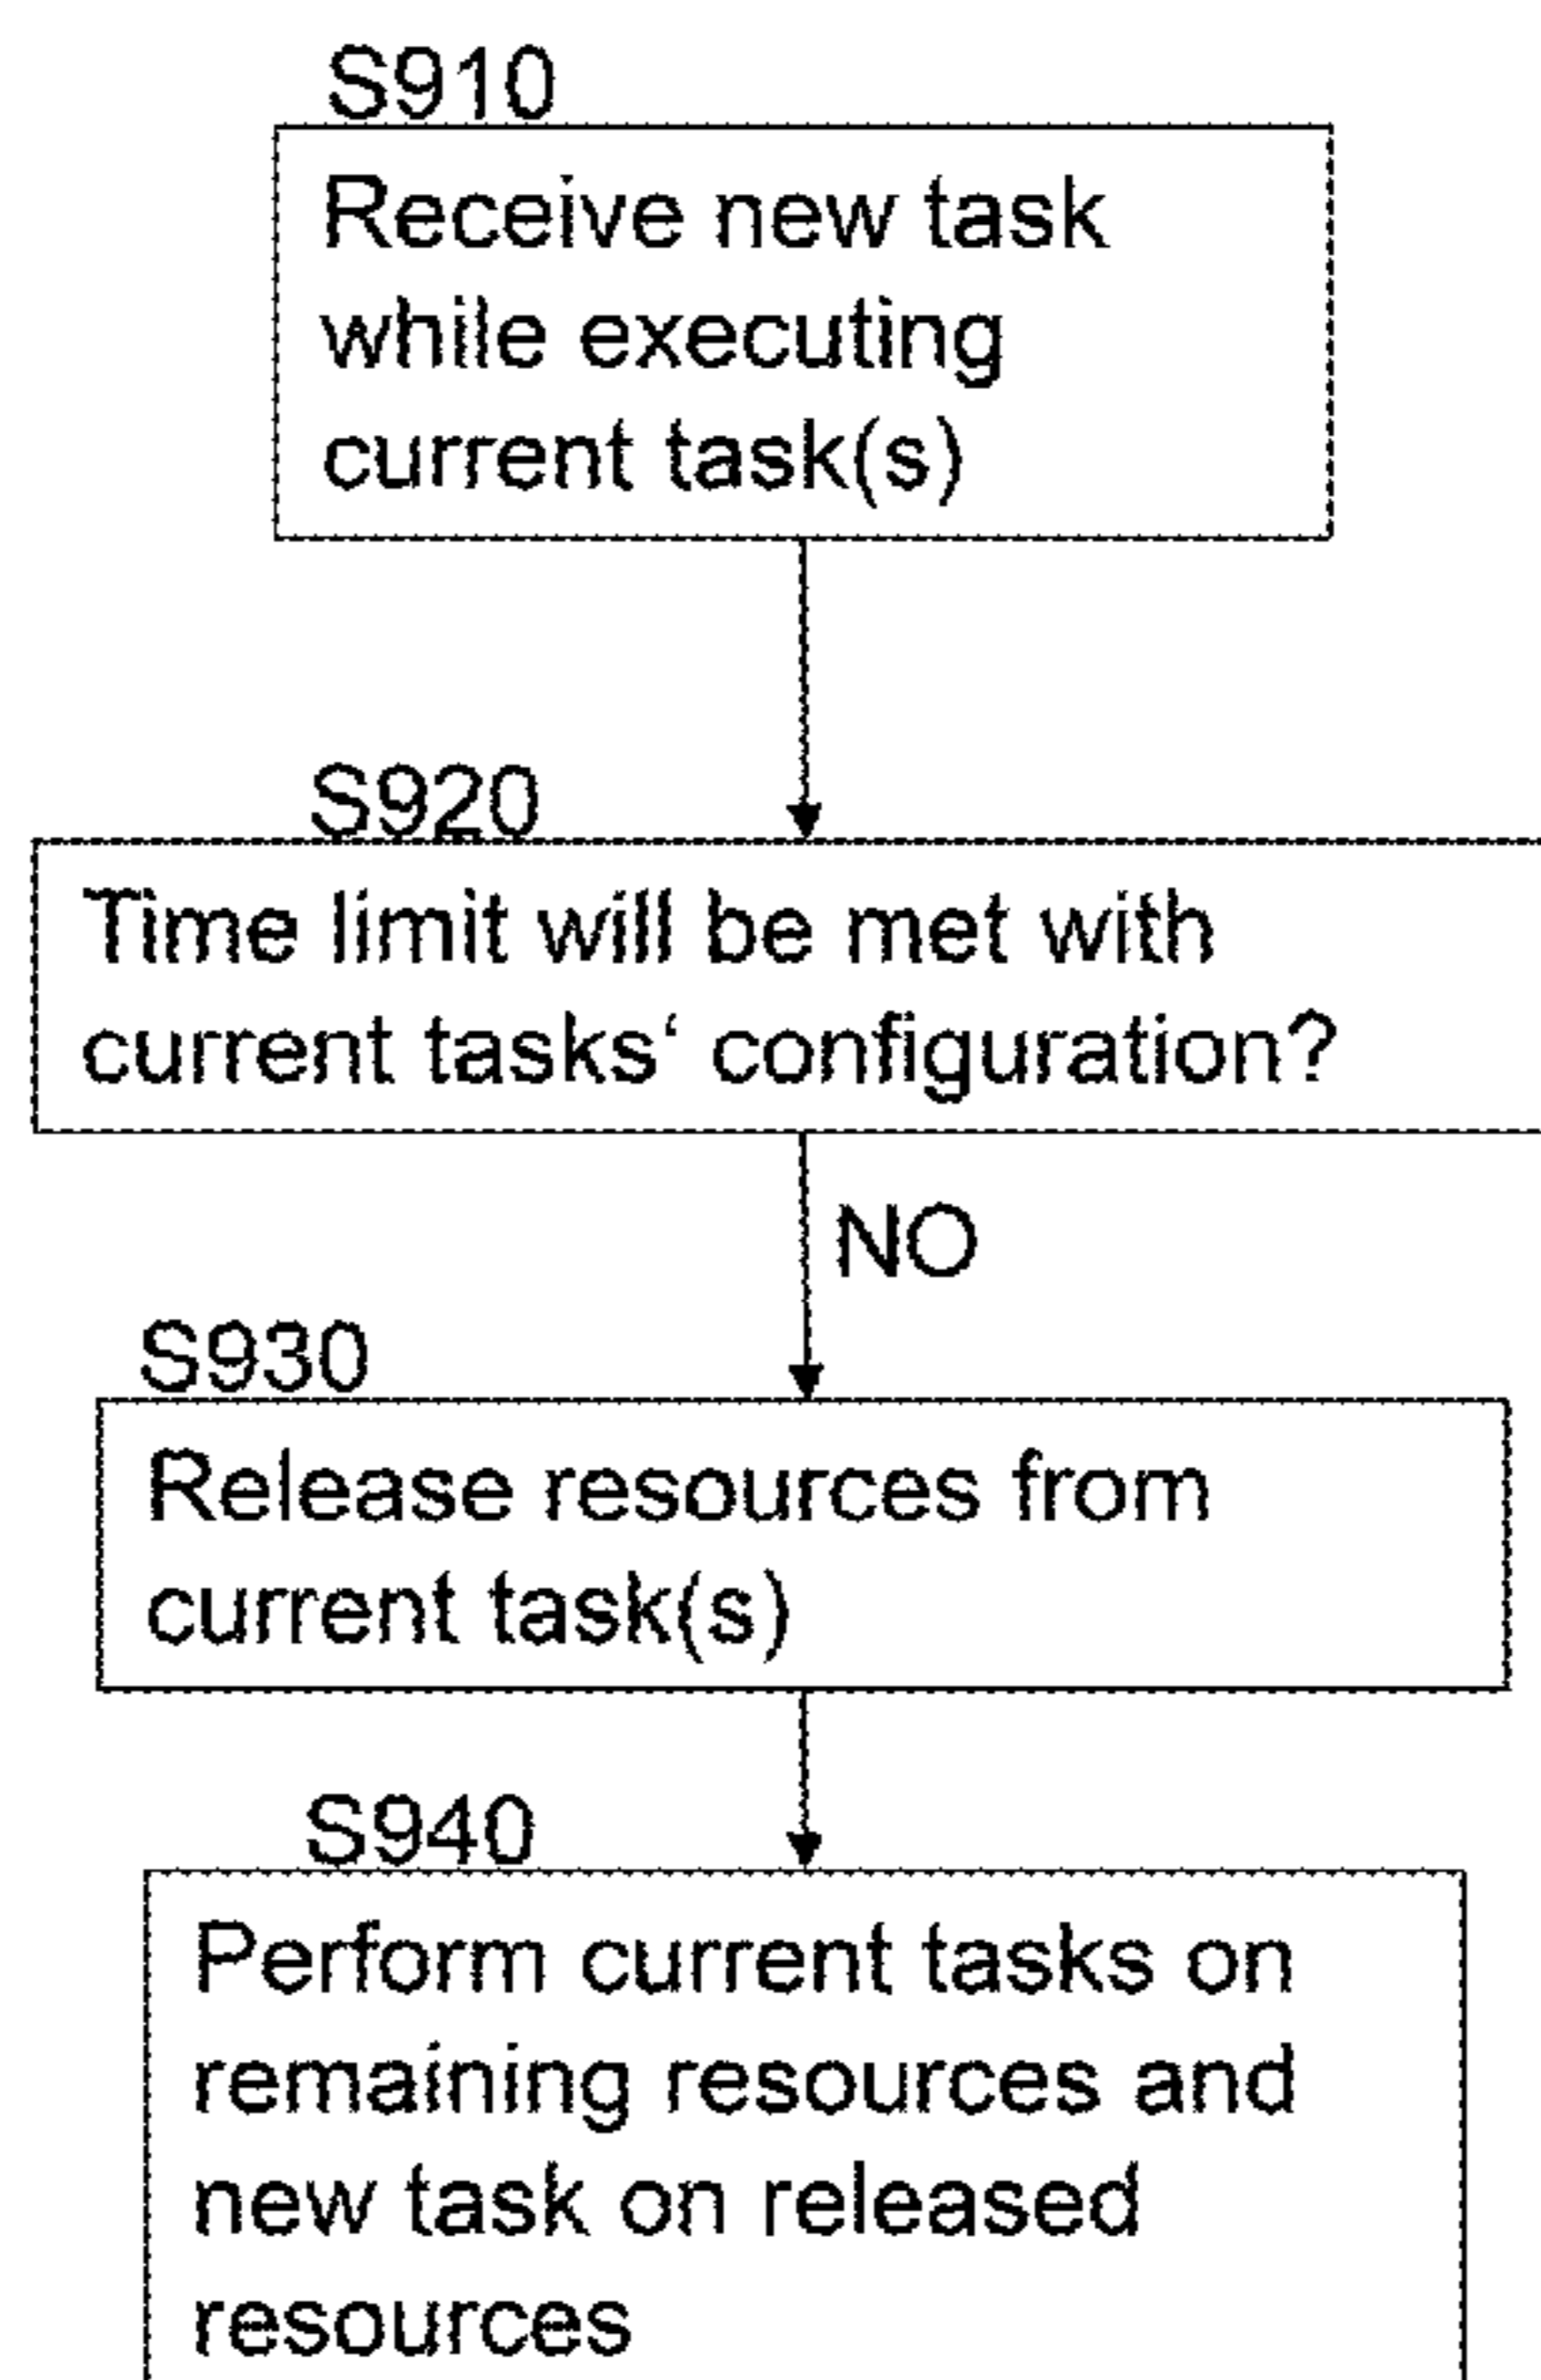 S910
Receive new task
while executing
current task(s)
S920
Time limit will be met with
current tasks‘ configuration?
NO
S930
Release resources from
current task(s)
S940
Perform current tasks on
remaining resources and
new task on released
resources